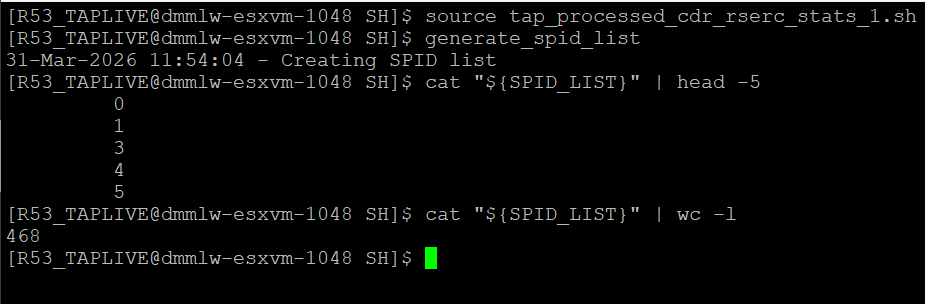 [R53_TAPLIVE@dmmlw-esxvm-1048 SH]$ source tap_processed_cdr_rserc_stats_1.sh
[R53_TAPLIVE@dmmlw-esxvm-1048 SH]$ generate_spid_list
31-Mar-2026 11:54:04 - Creating SPID list
[R53_TAPLIVE@dmmlw-esxvm-1048 SH]$ cat "${SPID_LIST}" | head -5
         0
         1
         3
         4
         5
[R53_TAPLIVE@dmmlw-esxvm-1048 SH]$ cat "${SPID_LIST}" | wc -l
468
[R53_TAPLIVE@dmmlw-esxvm-1048 SH]$